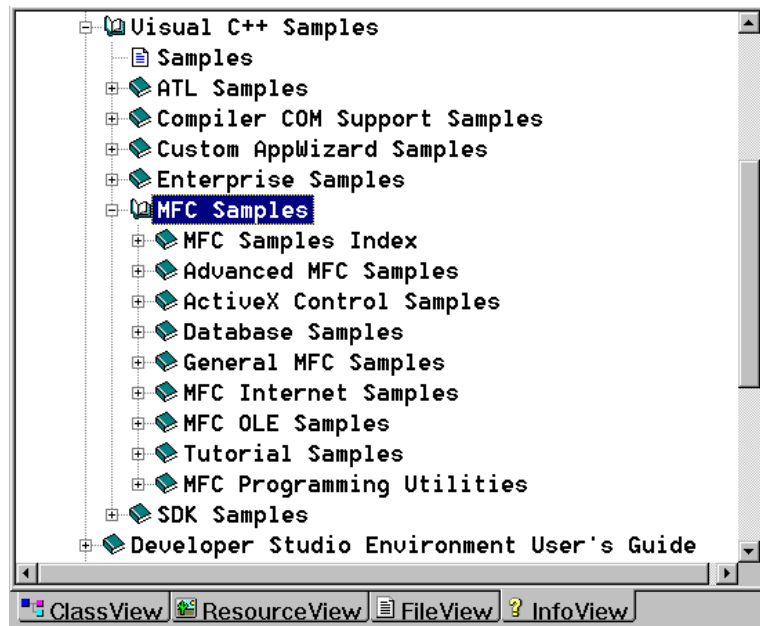 Visual C++ Samples
Samples
ATL Samples
Compiler COM Support Samples
Custom AppWizard Samples
Enterprise Samples
MFC Samples
MFC Samples Index
Advanced MFC Samples
ActiveX Control Samples
Database Samples
General MFC Samples
MFC Internet Samples
MFC OLE Samples
Tutorial Samples
MFC Programming Utilities
SDK Samples
Developer Studio Environment User's Guide
ClassView ResourceView FileView InfoView